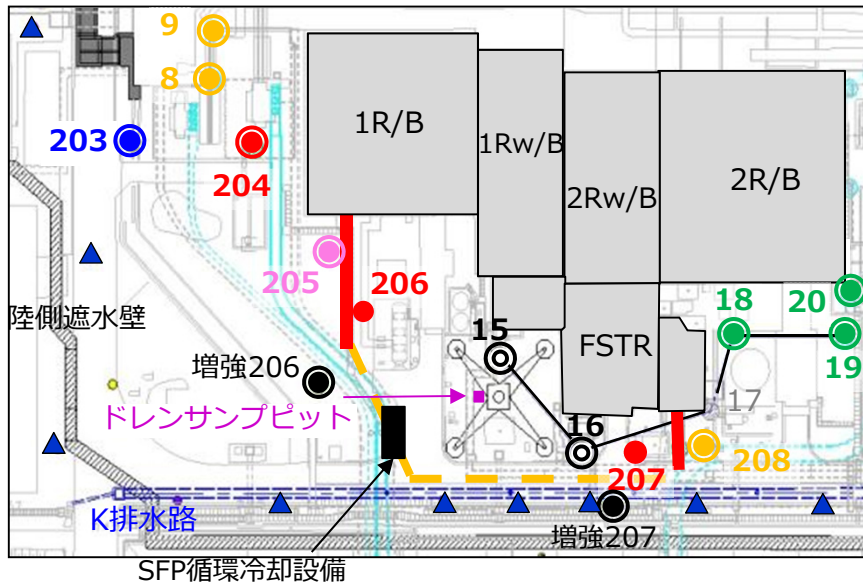 9
8
203
204
1R/B
1Rw/B
2Rw/B
2R/B
205
206
陸側遮水壁
15
18
20
19
FSTR
増強206
ドレンサンプピット
16
17
207
208
K排水路
増強207
SFP循環冷却設備